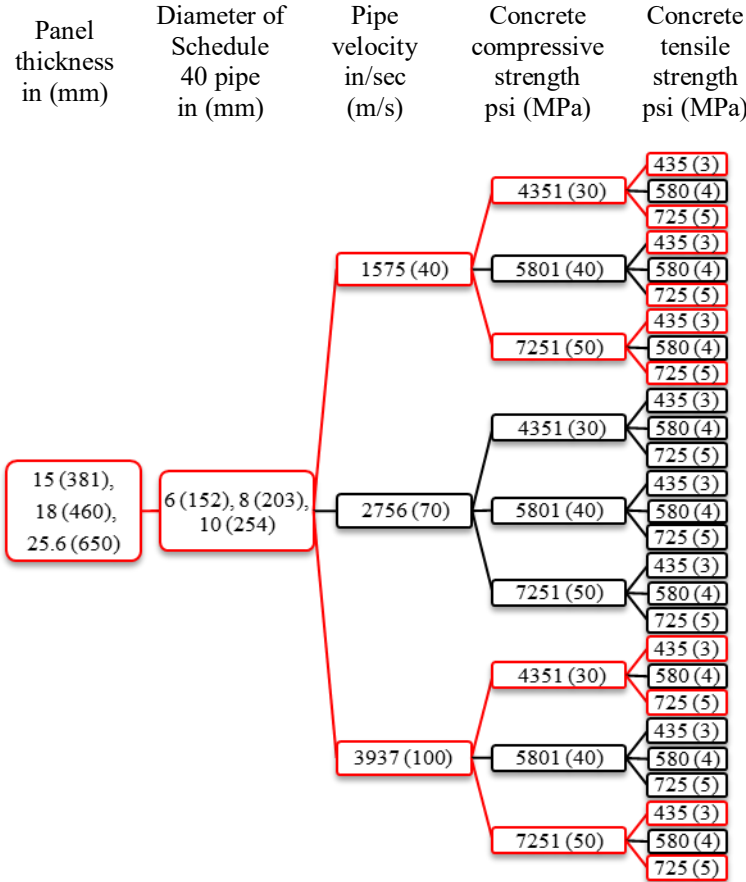 Panel
thickness
in (mm)
Diameter of
Schedule
40 pipe
in (mm)
Pipe
velocity
in/sec
(m/s)
Concrete
compressive
strength
psi (MPa)
Concrete
tensile
strength
psi (MPa)
15 (381),
18 (460),
25.6 (650)
6 (152), 8 (203),
10 (254)
1575 (40)
4351 (30)
435 (3)
580 (4)
725 (5)
5801 (40)
435 (3)
580 (4)
725 (5)
7251 (50)
435 (3)
580 (4)
725 (5)
2756 (70)
4351 (30)
435 (3)
580 (4)
725 (5)
5801 (40)
435 (3)
580 (4)
725 (5)
7251 (50)
435 (3)
580 (4)
725 (5)
3937 (100)
4351 (30)
435 (3)
580 (4)
725 (5)
5801 (40)
435 (3)
580 (4)
725 (5)
7251 (50)
435 (3)
580 (4)
725 (5)